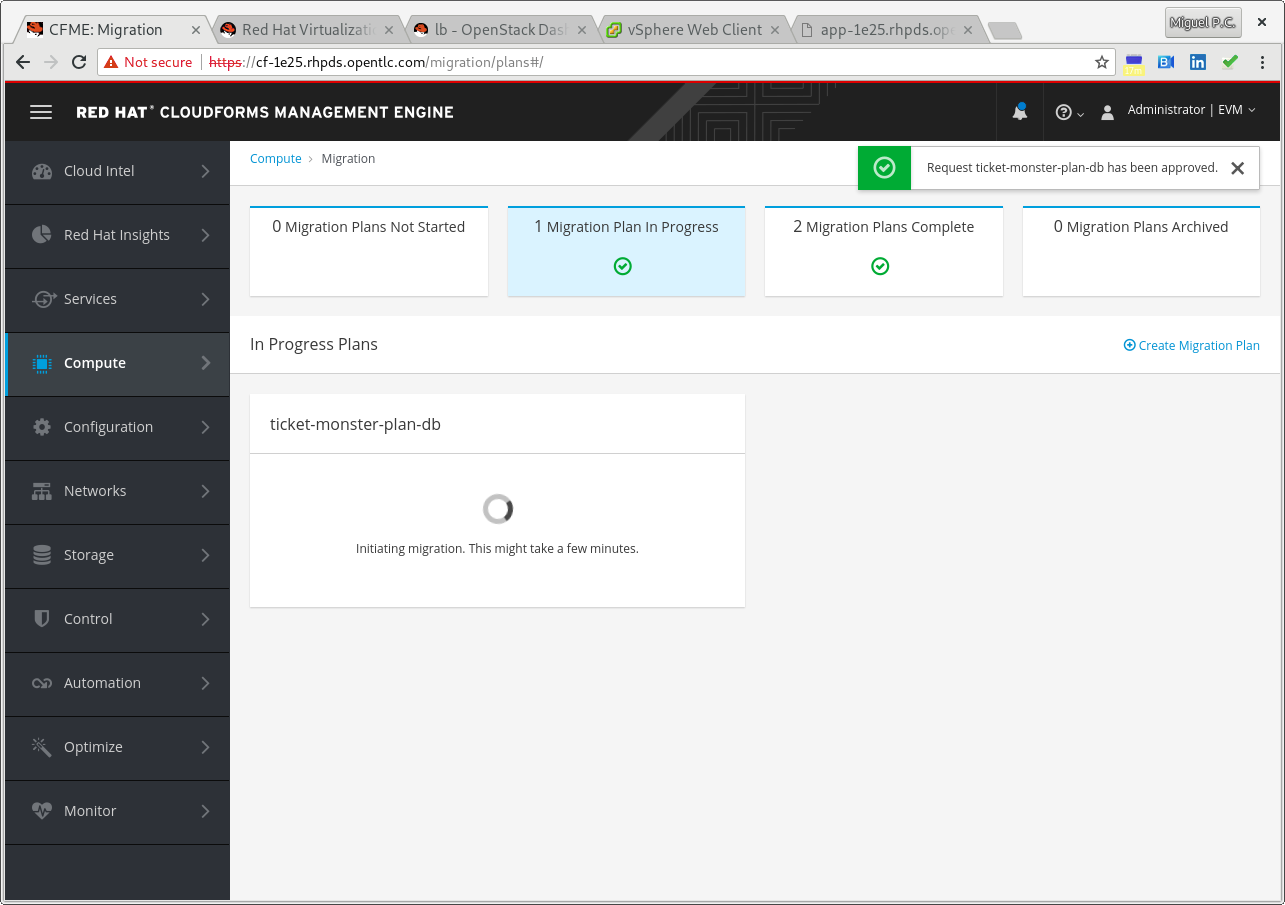 CFME: Migration
Red Hat Virtualizati
lb - OpenStack Das
vSphere Web Client
app-1e25.rhpds.ope
Miguel P.C.
Not secure
https://cf-1e25.rhpds.opentlc.com/migration/plans#/
RED HAT® CLOUDFORMS MANAGEMENT ENGINE
Administrator | EVM
Cloud Intel
Red Hat Insights
Services
Compute
Configuration
Networks
Storage
Control
Automation
Optimize
Monitor
Compute › Migration
Request ticket-monster-plan-db has been approved.
0 Migration Plans Not Started
1 Migration Plan In Progress
2 Migration Plans Complete
0 Migration Plans Archived
In Progress Plans
Create Migration Plan
ticket-monster-plan-db
Initiating migration. This might take a few minutes.